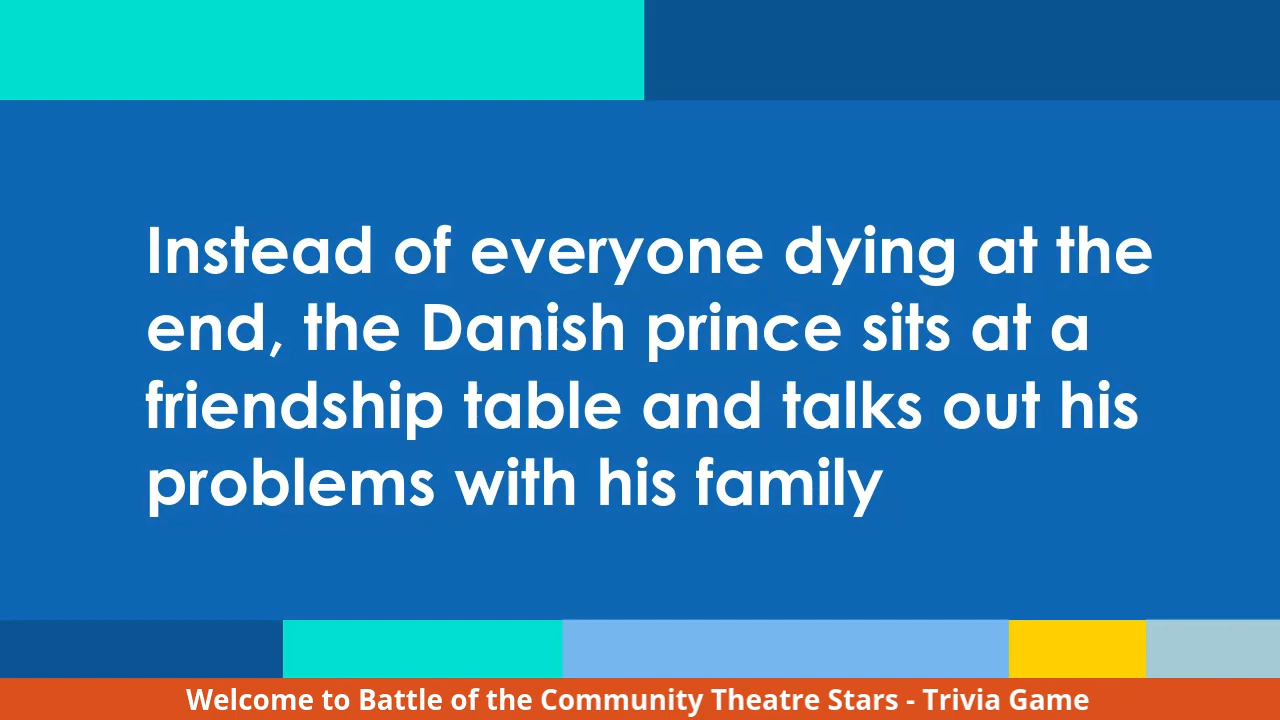 Instead of everyone dying at the
end, the Danish prince sits at a
friendship table and talks out his
problems with his family
Welcome to Battle of the Community Theatre Stars - Trivia Game